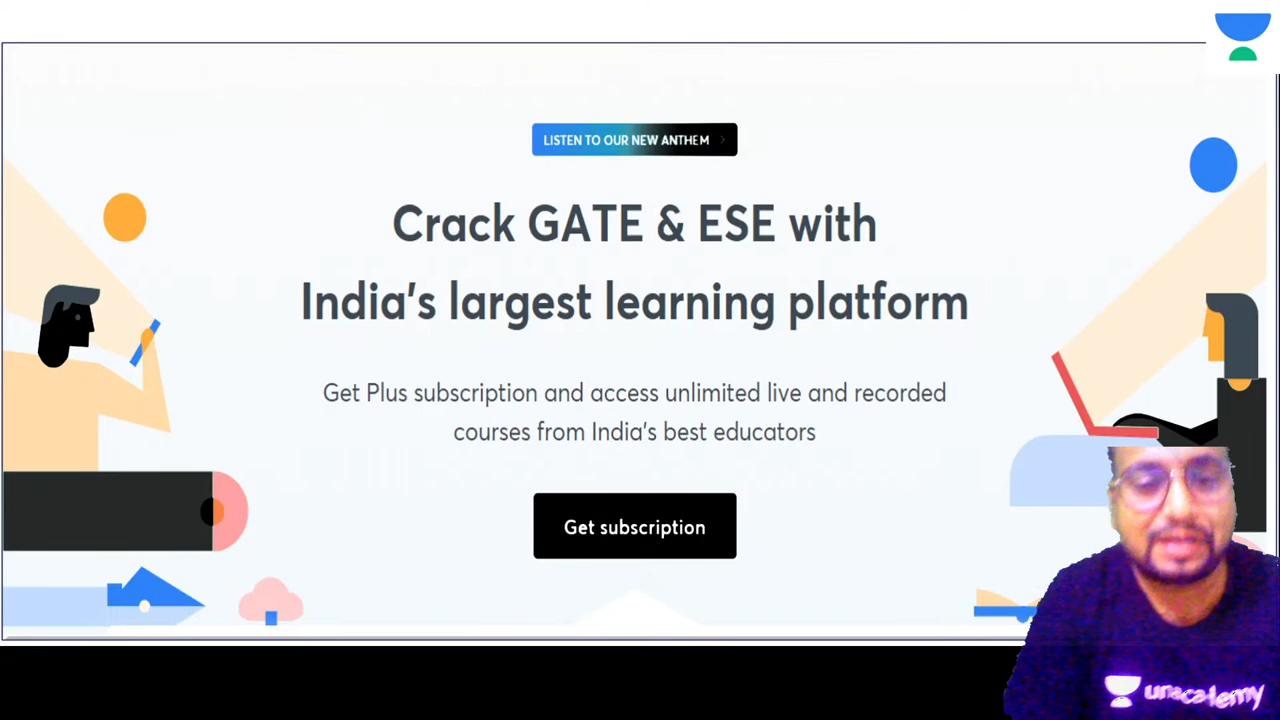 LISTEN TO OUR NEW ANTHEM
Crack GATE & ESE with
India's largest learning platform
Get Plus subscription and access unlimited live and recorded
courses from India's best educators
Get subscription
unacademy